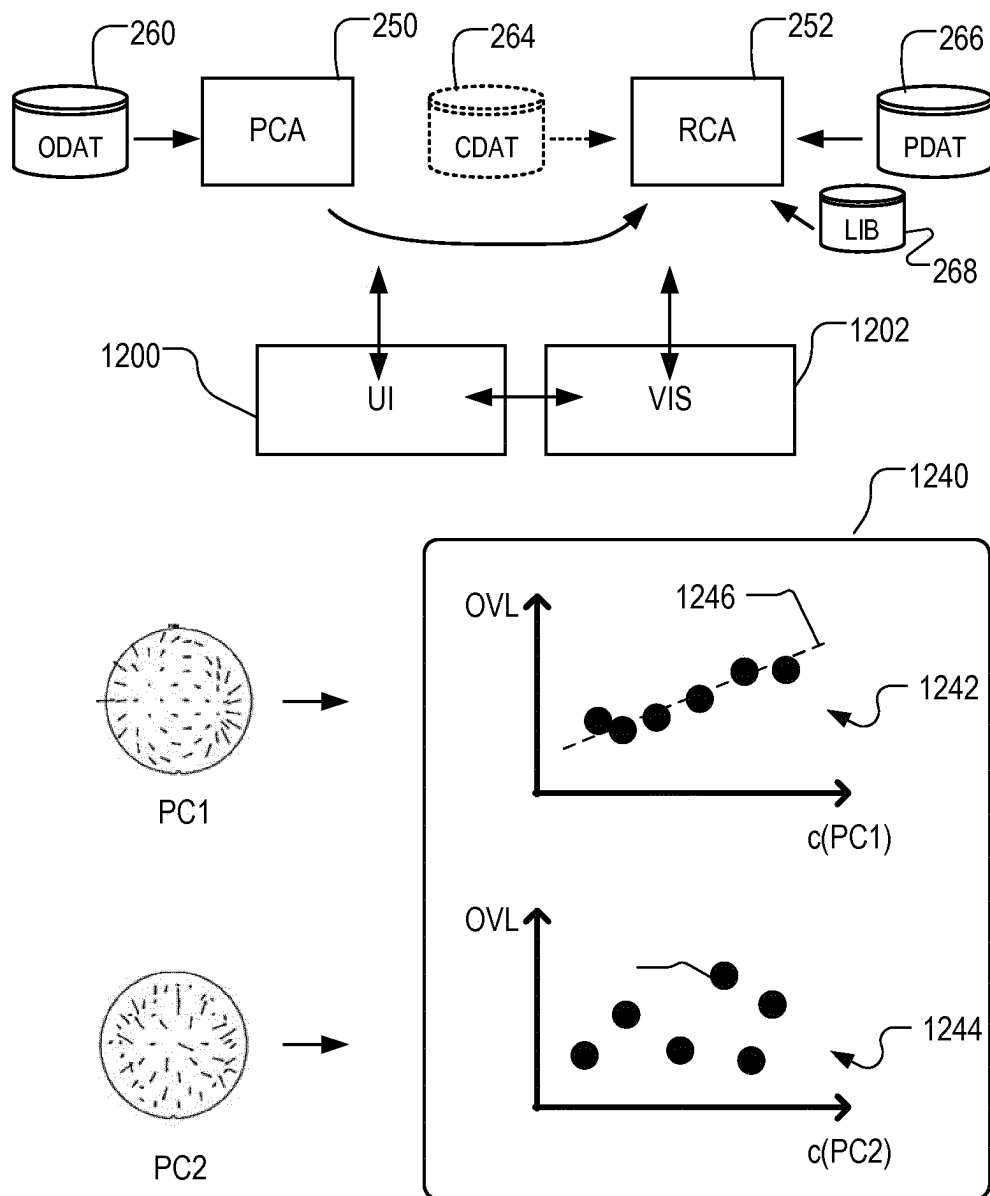 260
250
264
252
266
ODAT
PCA
CDAT
RCA
PDAT
LIB
268
1200
1202
UI
VIS
1240
OVL
1246
1242
PC1
c(PC1)
OVL
1244
PC2
c(PC2)